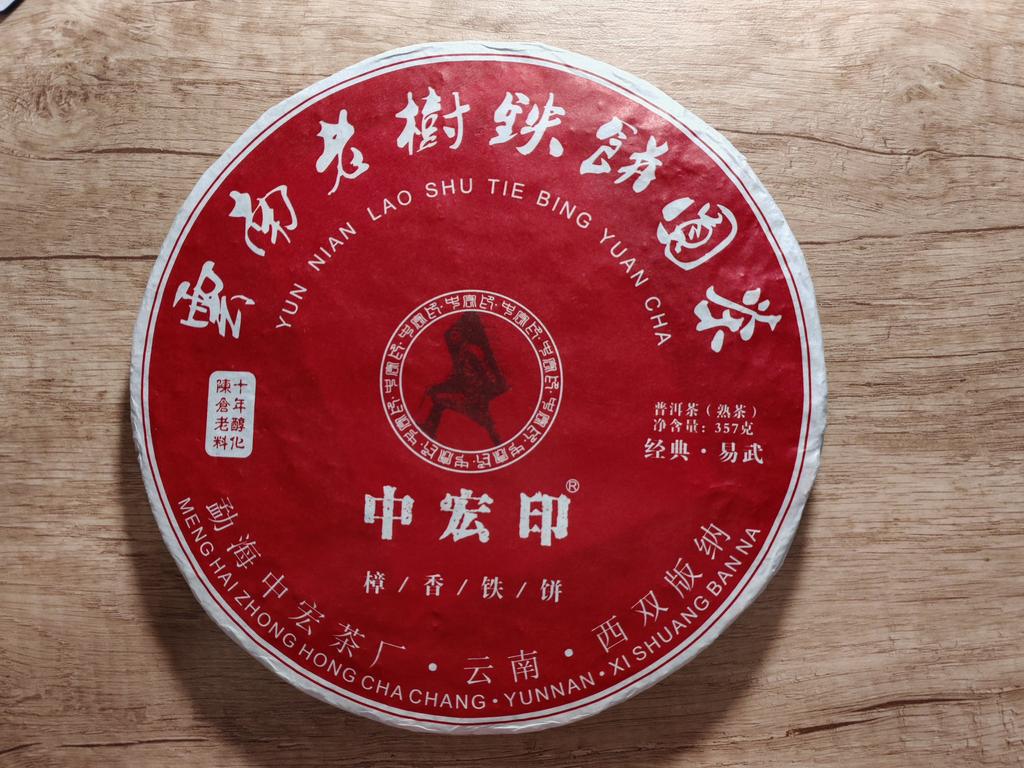 雲南老樹鉄餅圓茶
YUN NIAN LAO SHU TIE BING YUAN CHA
十年醇化
陳倉老料
普洱茶（熟茶）
净含量：357克
经典·易武
中宏印®
樟/香/铁/饼
勐海中宏茶厂·云南·西双版纳
MENG HAI ZHONG HONG CHA CHANG·YUNNAN·XI SHUANG BAN NA